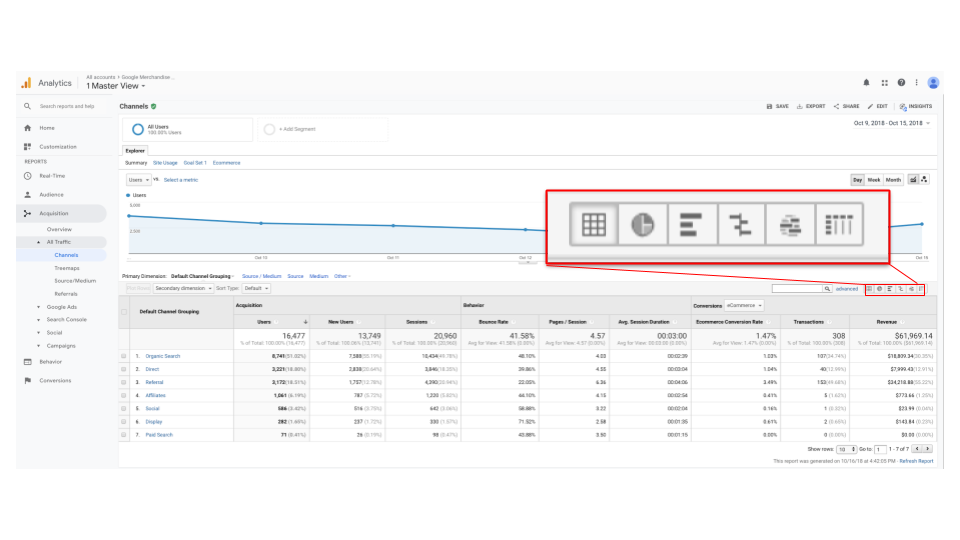 Analytics
All accounts > Google Merchandise ...
1 Master View
Search reports and help
Home
Customization
REPORTS
Real-Time
Audience
Acquisition
Overview
All Traffic
Channels
Treemaps
Source/Medium
Referrals
Google Ads
Search Console
Social
Campaigns
Behavior
Conversions
Channels
SAVE EXPORT SHARE EDIT INSIGHTS
Oct 9, 2018 - Oct 15, 2018
All Users
100.00% Users
+ Add Segment
Explorer
Summary Site Usage Goal Set 1 Ecommerce
Users VS. Select a metric
Day Week Month
Users
5,000
2,500
Oct 10 Oct 11 Oct 12 Oct 15
Primary Dimension: Default Channel Grouping Source / Medium Source Medium Other
Plot Rows Secondary dimension Sort Type: Default advanced
Default Channel Grouping Acquisition Behavior Conversions eCommerce
Users New Users Sessions Bounce Rate Pages / Session Avg. Session Duration Ecommerce Conversion Rate Transactions Revenue
16,477 13,749 20,960 41.58% 4.57 00:03:00 1.47% 308 $61,969.14
% of Total: 100.00% (16,477) % of Total: 100.06% (13,741) % of Total: 100.00% (20,960) Avg for View: 41.58% (0.00%) Avg for View: 4.57 (0.00%) Avg for View: 00:03:00 (0.00%) Avg for View: 1.47% (0.00%) % of Total: 100.00% (308) % of Total: 100.00% ($61,969.14)
1. Organic Search 8,741 (51.02%) 7,588 (55.19%) 10,434 (49.78%) 48.10% 4.03 00:02:39 1.03% 107 (34.74%) $18,809.34 (30.35%)
2. Direct 3,221 (18.80%) 2,838 (20.64%) 3,846 (18.35%) 39.86% 4.55 00:03:04 1.04% 40 (12.99%) $7,999.43 (12.91%)
3. Referral 3,172 (18.51%) 1,757 (12.78%) 4,390 (20.94%) 22.03% 6.36 00:04:06 3.49% 153 (49.68%) $34,218.88 (55.22%)
4. Affiliates 1,061 (6.19%) 787 (5.72%) 1,220 (5.82%) 44.10% 4.15 00:02:54 0.41% 5 (1.62%) $773.66 (1.25%)
5. Social 586 (3.42%) 516 (3.75%) 642 (3.06%) 58.88% 3.22 00:02:04 0.16% 1 (0.32%) $23.99 (0.04%)
6. Display 282 (1.65%) 237 (1.72%) 330 (1.57%) 71.52% 2.58 00:01:35 0.61% 2 (0.65%) $143.84 (0.23%)
7. Paid Search 71 (0.41%) 26 (0.19%) 98 (0.47%) 43.88% 3.50 00:01:15 0.00% 0 (0.00%) $0.00 (0.00%)
Show rows: 10 Go to: 1 1 - 7 of 7
This report was generated on 10/16/18 at 4:42:05 PM - Refresh Report